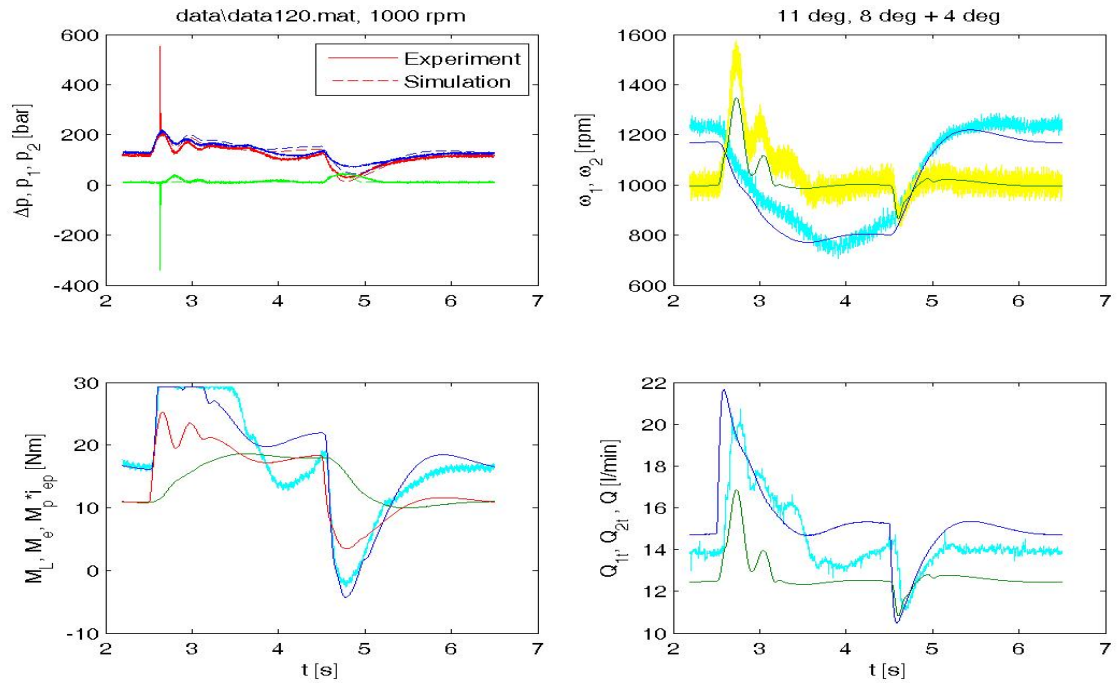 data\data120.mat, 1000 rpm
11 deg, 8 deg + 4 deg
600
400
200
0
-200
-400
Δp, p1, p2 [bar]
Experiment
Simulation
2 3 4 5 6 7
1600
1400
1200
1000
800
600
ω1, ω2 [rpm]
2 3 4 5 6 7
30
20
10
0
-10
ML, Me, Mp*iep [Nm]
2 3 4 5 6 7
t [s]
22
20
18
16
14
12
10
Q1t, Q2t, Q [l/min]
2 3 4 5 6 7
t [s]